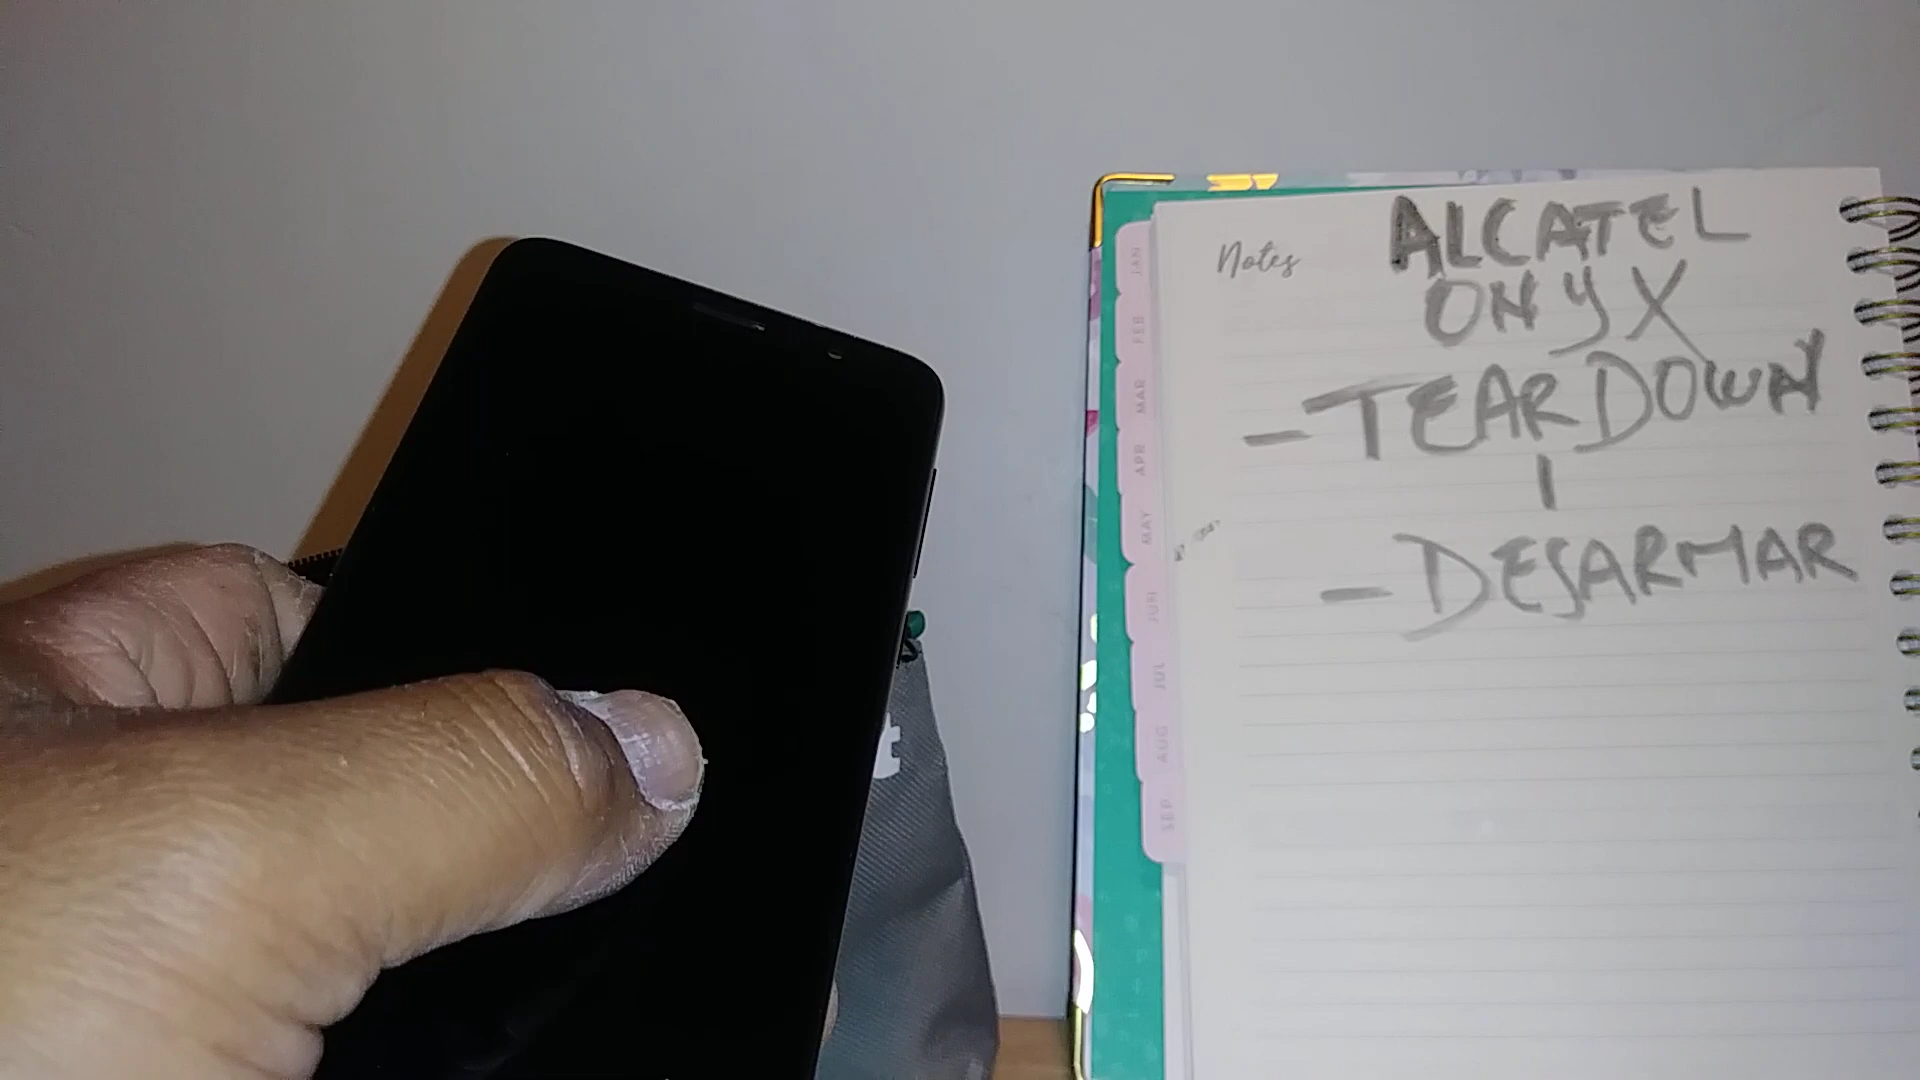 Notes
ALCATEL
ONYX
- TEARDOWN
- DESARMAR
JAN
FEB
MAR
APR
MAY
JUN
JUL
AUG
SEP
t